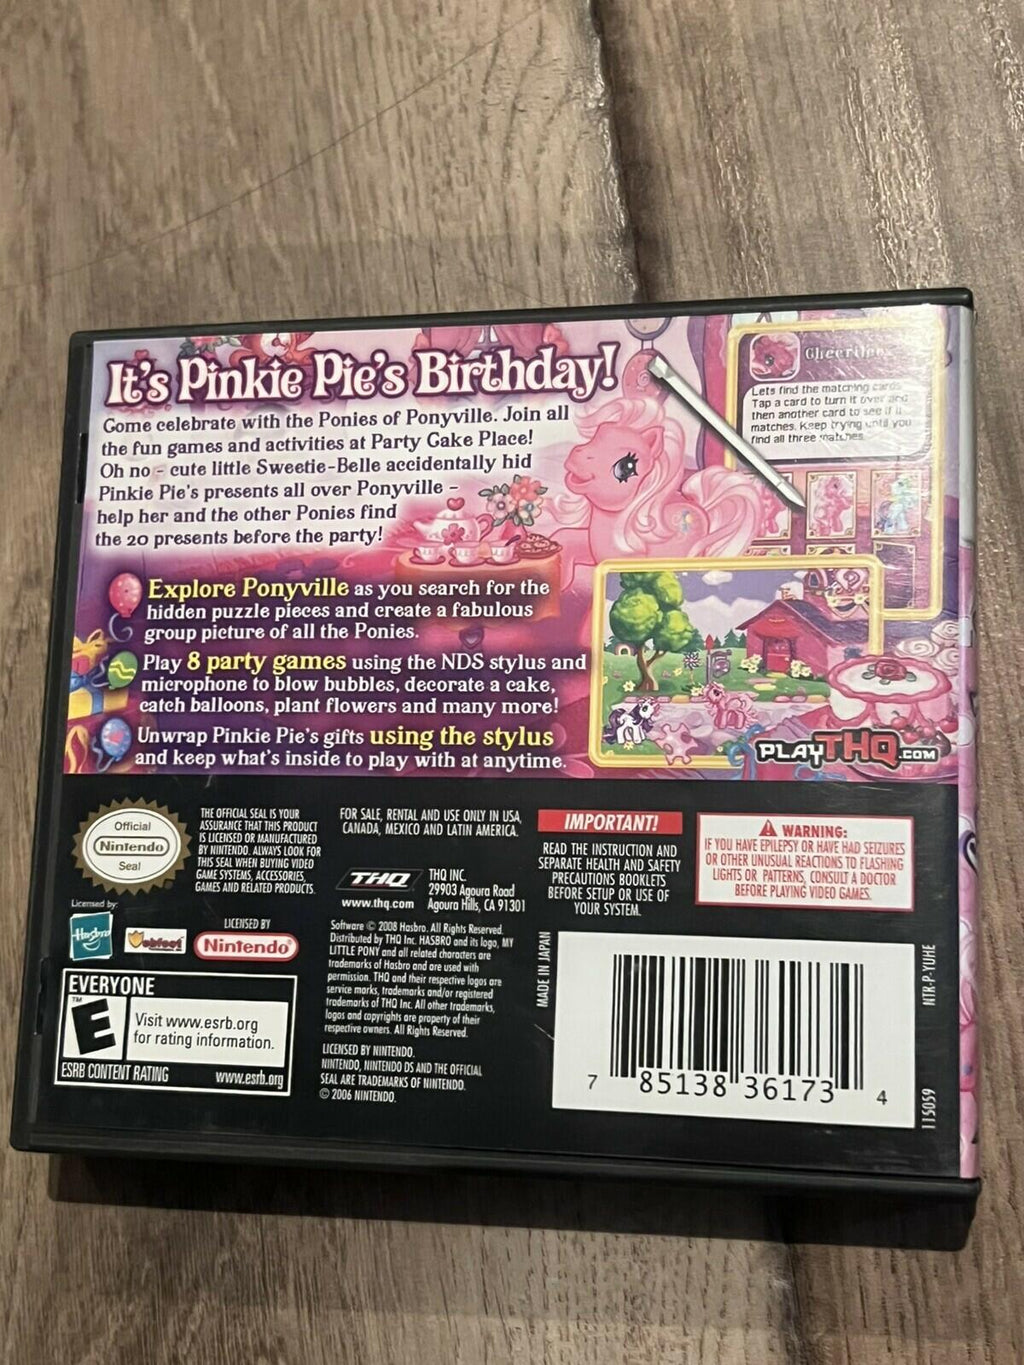 It's Pinkie Pie's Birthday!
Come celebrate with the Ponies of Ponyville. Join all
the fun games and activities at Party Cake Place!
Oh no - cute little Sweetie-Belle accidentally hid
Pinkie Pie's presents all over Ponyville -
help her and the other Ponies find
the 20 presents before the party!
Explore Ponyville as you search for the
hidden puzzle pieces and create a fabulous
group picture of all the Ponies.
Play 8 party games using the NDS stylus and
microphone to blow bubbles, decorate a cake,
catch balloons, plant flowers and many more!
Unwrap Pinkie Pie's gifts using the stylus
and keep what's inside to play with at anytime.
Cheerilee
Lets find the matching cards
Tap a card to turn it over and
then another card to see if it
matches. Keep trying until you
find all three matches.
PLAYTHQ.COM
Official
Nintendo
Seal
THE OFFICIAL SEAL IS YOUR
ASSURANCE THAT THIS PRODUCT
IS LICENSED OR MANUFACTURED
BY NINTENDO. ALWAYS LOOK FOR
THIS SEAL WHEN BUYING VIDEO
GAME SYSTEMS, ACCESSORIES,
GAMES AND RELATED PRODUCTS.
Licensed by:
Hasbro
Webfoot
LICENSED BY
Nintendo®
EVERYONE
E
TM
Visit www.esrb.org
for rating information.
ESRB CONTENT RATING
www.esrb.org
FOR SALE, RENTAL AND USE ONLY IN USA,
CANADA, MEXICO AND LATIN AMERICA.
THQ
www.thq.com
THQ INC.
29903 Agoura Road
Agoura Hills, CA 91301
Software © 2008 Hasbro. All Rights Reserved.
Distributed by THQ Inc. HASBRO and its logo, MY
LITTLE PONY and all related characters are
trademarks of Hasbro and are used with
permission. THQ and their respective logos are
service marks, trademarks and/or registered
trademarks of THQ Inc. All other trademarks,
logos and copyrights are property of their
respective owners. All Rights Reserved.
LICENSED BY NINTENDO.
NINTENDO, NINTENDO DS AND THE OFFICIAL
SEAL ARE TRADEMARKS OF NINTENDO.
© 2006 NINTENDO.
IMPORTANT!
READ THE INSTRUCTION AND
SEPARATE HEALTH AND SAFETY
PRECAUTIONS BOOKLETS
BEFORE SETUP OR USE OF
YOUR SYSTEM.
WARNING:
IF YOU HAVE EPILEPSY OR HAVE HAD SEIZURES
OR OTHER UNUSUAL REACTIONS TO FLASHING
LIGHTS OR PATTERNS, CONSULT A DOCTOR
BEFORE PLAYING VIDEO GAMES.
MADE IN JAPAN
7 85138 36173 4
NTR-P-YUHE
115059